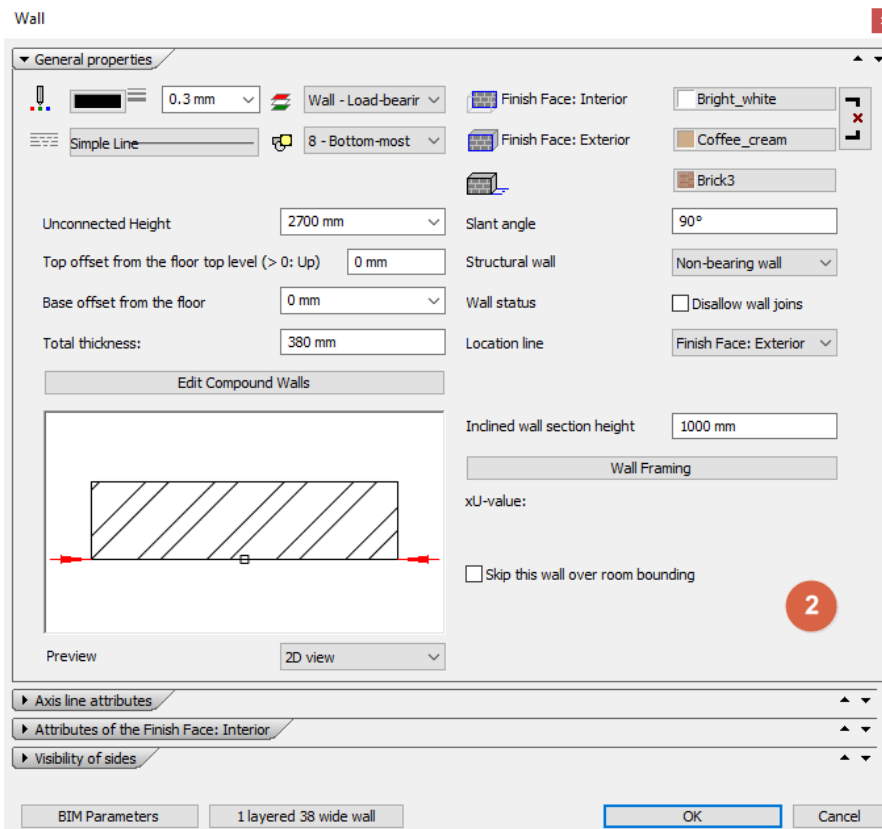 Wall
General properties
0.3 mm
Wall - Load-bearir
Finish Face: Interior
Bright_white
Simple Line
8 - Bottom-most
Finish Face: Exterior
Coffee_cream
Brick3
Unconnected Height
2700 mm
Slant angle
90°
Top offset from the floor top level (> 0: Up)
0 mm
Structural wall
Non-bearing wall
Base offset from the floor
0 mm
Wall status
Disallow wall joins
Total thickness:
380 mm
Location line
Finish Face: Exterior
Edit Compound Walls
Inclined wall section height
1000 mm
Wall Framing
xU-value:
Skip this wall over room bounding
2
Preview
2D view
Axis line attributes
Attributes of the Finish Face: Interior
Visibility of sides
BIM Parameters
1 layered 38 wide wall
OK
Cancel